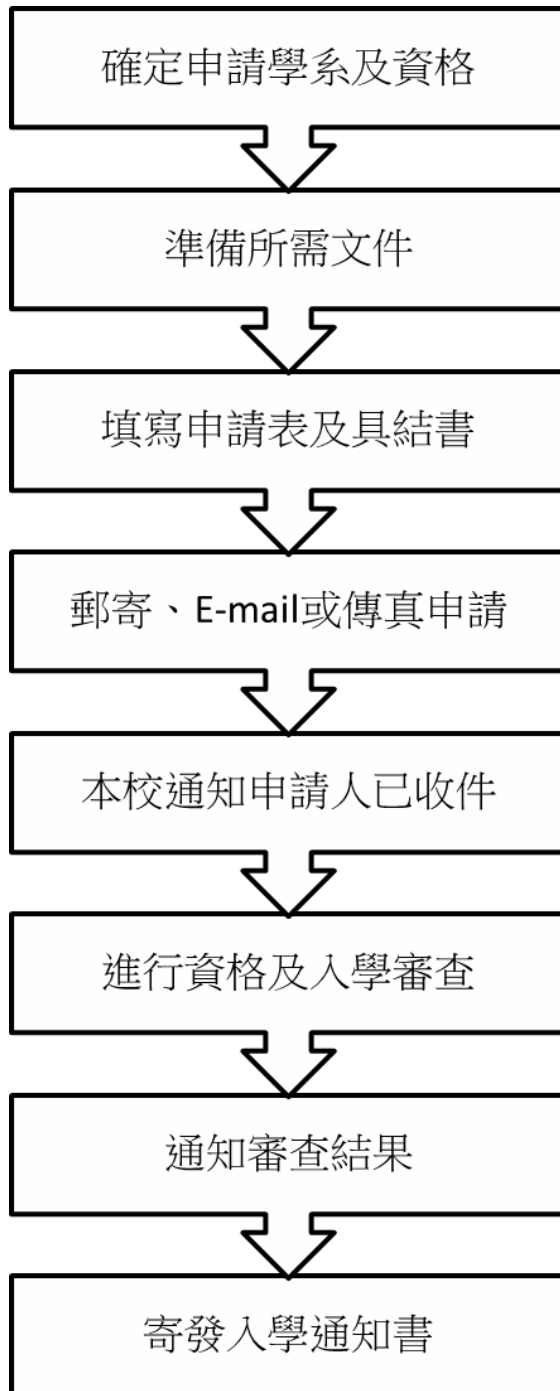 確定申請學系及資格
準備所需文件
填寫申請表及具結書
郵寄、E-mail或傳真申請
本校通知申請人已收件
進行資格及入學審查
通知審查結果
寄發入學通知書